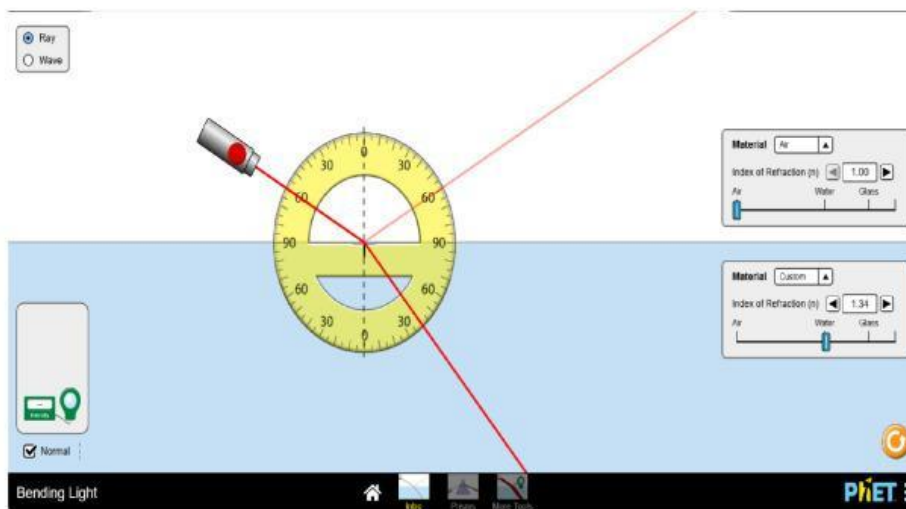 Ray
Wave
Material Air
Index of Refraction (n) 1.00
Air Water Glass
0
30 30
60 60
90 90
60 60
30 30
0
Material Custom
Index of Refraction (n) 1.34
Air Water Glass
Normal
Bending Light
Intro
Prisms
More Tools
PhET